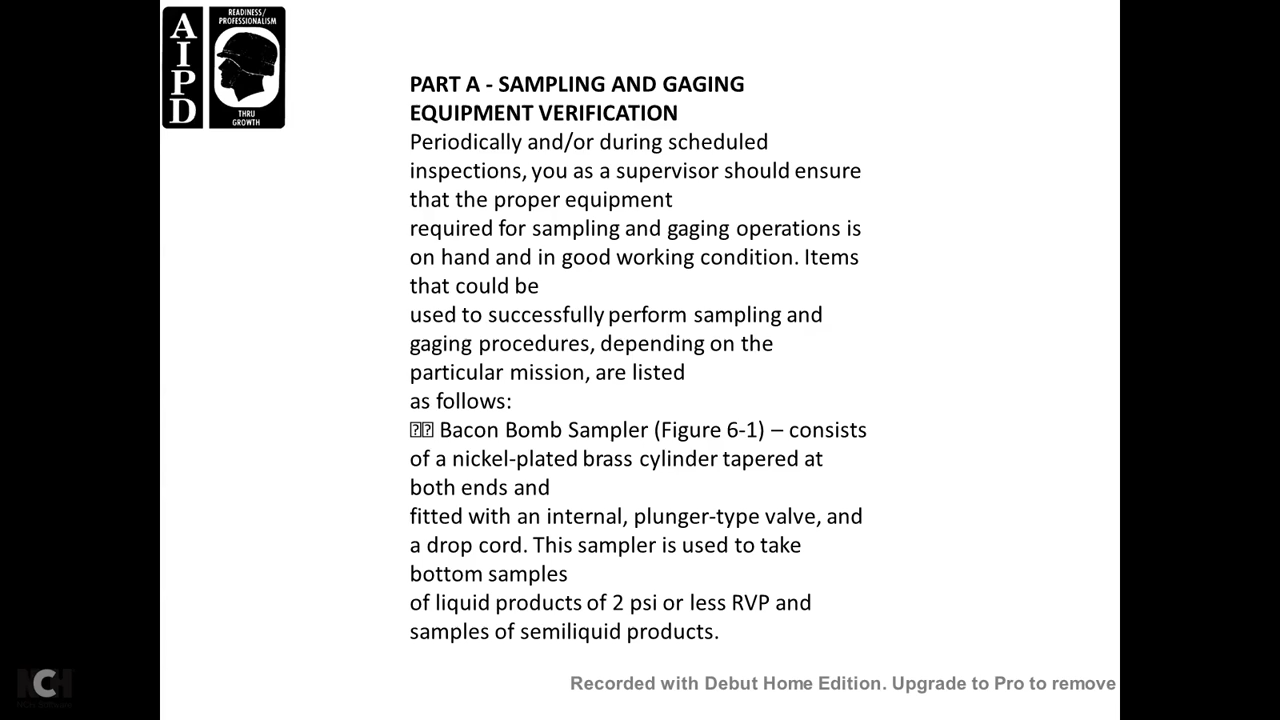 AIPD
READINESS/
PROFESSIONALISM
THRU
GROWTH
PART A - SAMPLING AND GAGING
EQUIPMENT VERIFICATION
Periodically and/or during scheduled
inspections, you as a supervisor should ensure
that the proper equipment
required for sampling and gaging operations is
on hand and in good working condition. Items
that could be
used to successfully perform sampling and
gaging procedures, depending on the
particular mission, are listed
as follows:
Bacon Bomb Sampler (Figure 6-1) – consists
of a nickel-plated brass cylinder tapered at
both ends and
fitted with an internal, plunger-type valve, and
a drop cord. This sampler is used to take
bottom samples
of liquid products of 2 psi or less RVP and
samples of semiliquid products.
NCH
Recorded with Debut Home Edition. Upgrade to Pro to remove